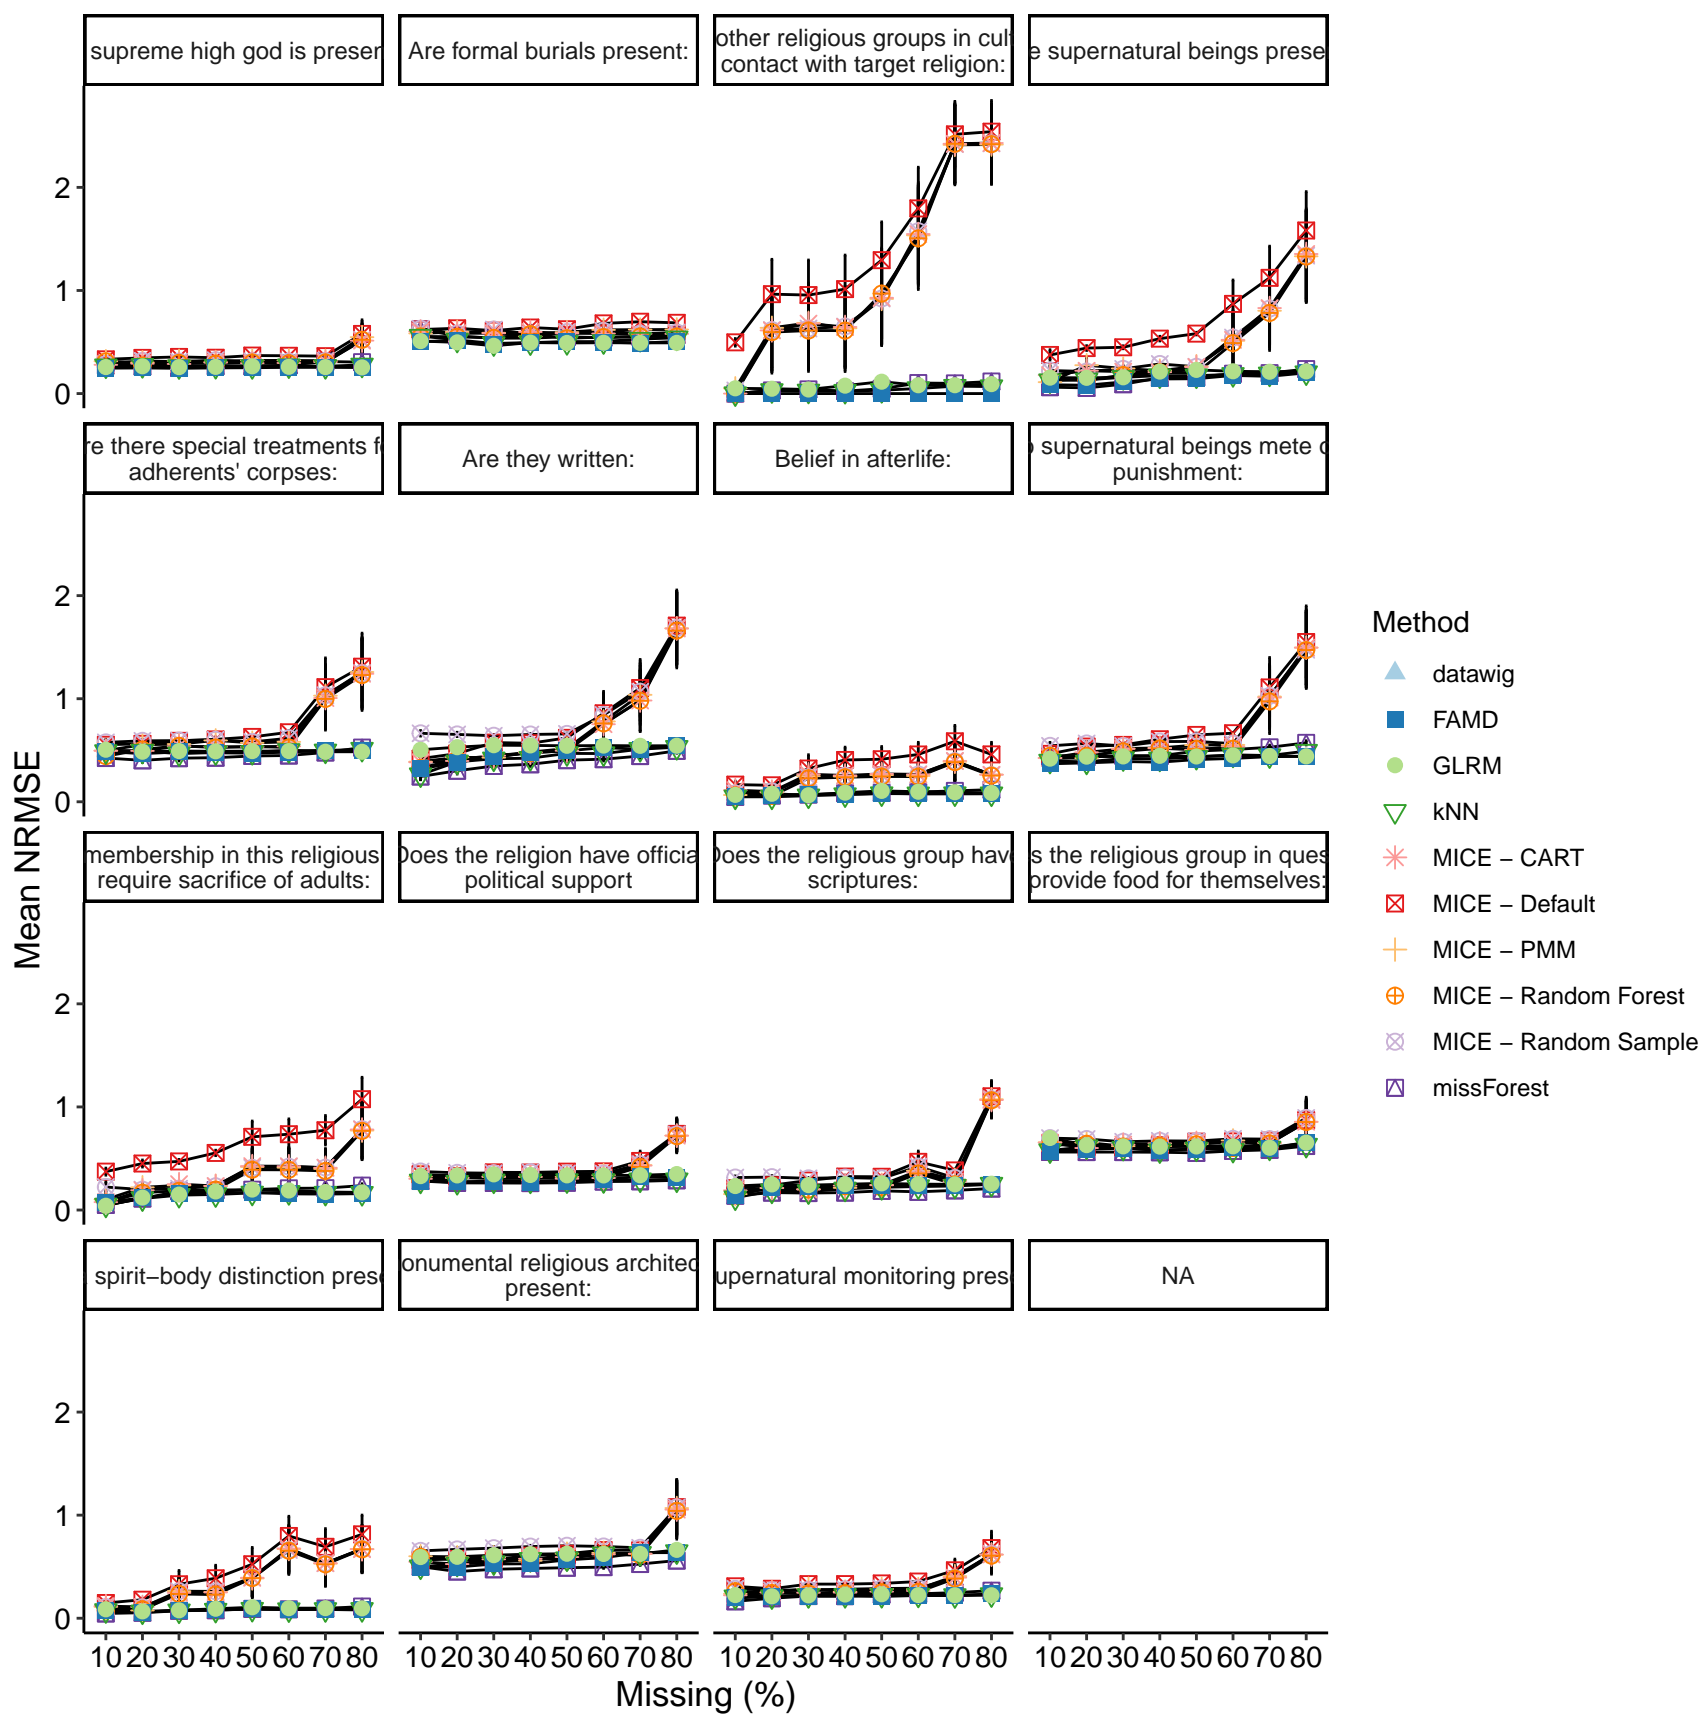 supreme high god is presen
Are formal burials present:
other religious groups in cult
contact with target religion:
e supernatural beings prese
2
1
0
re there special treatments fo
adherents' corpses:
Are they written:
Belief in afterlife:
o supernatural beings mete o
punishment:
2
1
0
membership in this religious
require sacrifice of adults:
Does the religion have officia
political support
Does the religious group have
scriptures:
s the religious group in ques
provide food for themselves:
2
1
0
spirit–body distinction prese
onumental religious architec
present:
upernatural monitoring prese
NA
2
1
0
10 20 30 40 50 60 70 80
10 20 30 40 50 60 70 80
10 20 30 40 50 60 70 80
10 20 30 40 50 60 70 80
Missing (%)
Mean NRMSE
Method
datawig
FAMD
GLRM
kNN
MICE – CART
MICE – Default
MICE – PMM
MICE – Random Forest
MICE – Random Sample
missForest